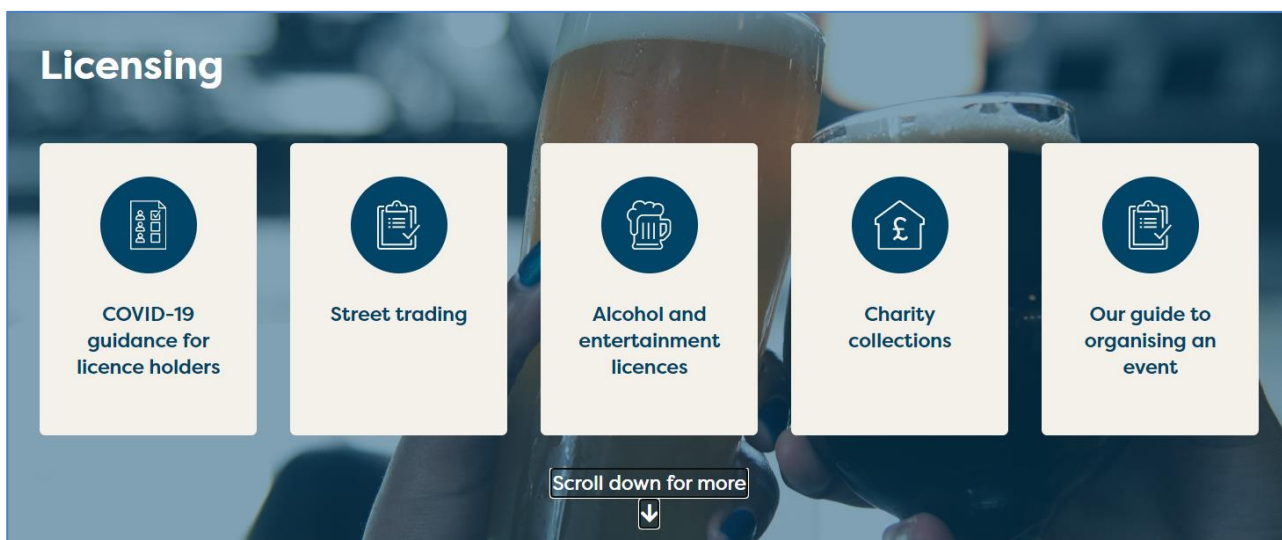 Licensing
COVID-19
guidance for
licence holders
Street trading
Alcohol and
entertainment
licences
£
Charity
collections
Our guide to
organising an
event
Scroll down for more
↓